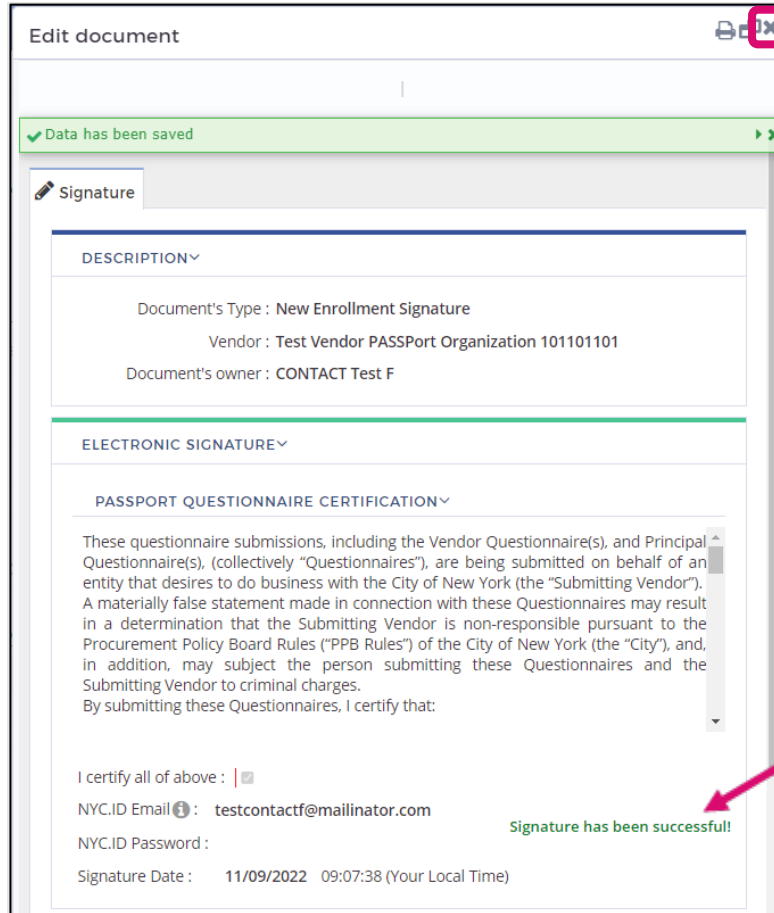 Edit document
Data has been saved
Signature
DESCRIPTION
Document's Type : New Enrollment Signature
Vendor : Test Vendor PASSPort Organization 101101101
Document's owner : CONTACT Test F
ELECTRONIC SIGNATURE
PASSPORT QUESTIONNAIRE CERTIFICATION
These questionnaire submissions, including the Vendor Questionnaire(s), and Principal
Questionnaire(s), (collectively “Questionnaires”), are being submitted on behalf of an
entity that desires to do business with the City of New York (the “Submitting Vendor”).
A materially false statement made in connection with these Questionnaires may result
in a determination that the Submitting Vendor is non-responsible pursuant to the
Procurement Policy Board Rules (“PPB Rules”) of the City of New York (the “City”), and,
in addition, may subject the person submitting these Questionnaires and the
Submitting Vendor to criminal charges.
By submitting these Questionnaires, I certify that:
I certify all of above :
NYC.ID Email : testcontactf@mailinator.com
Signature has been successful!
NYC.ID Password :
Signature Date : 11/09/2022 09:07:38 (Your Local Time)